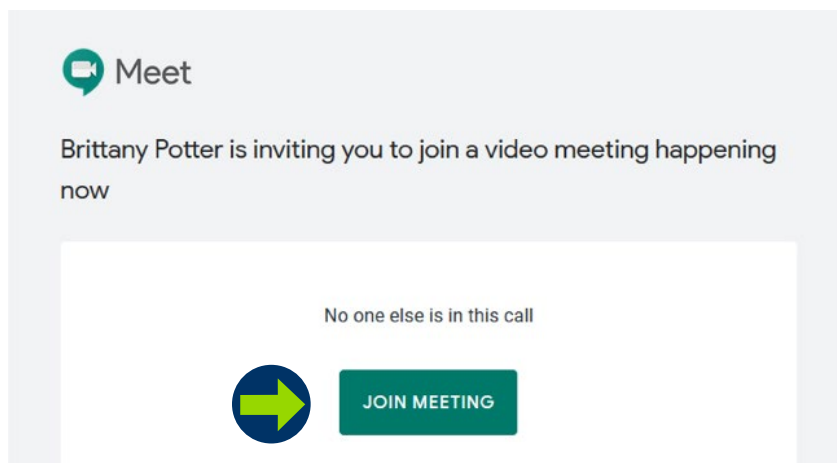 Meet
Brittany Potter is inviting you to join a video meeting happening
now
No one else is in this call
JOIN MEETING